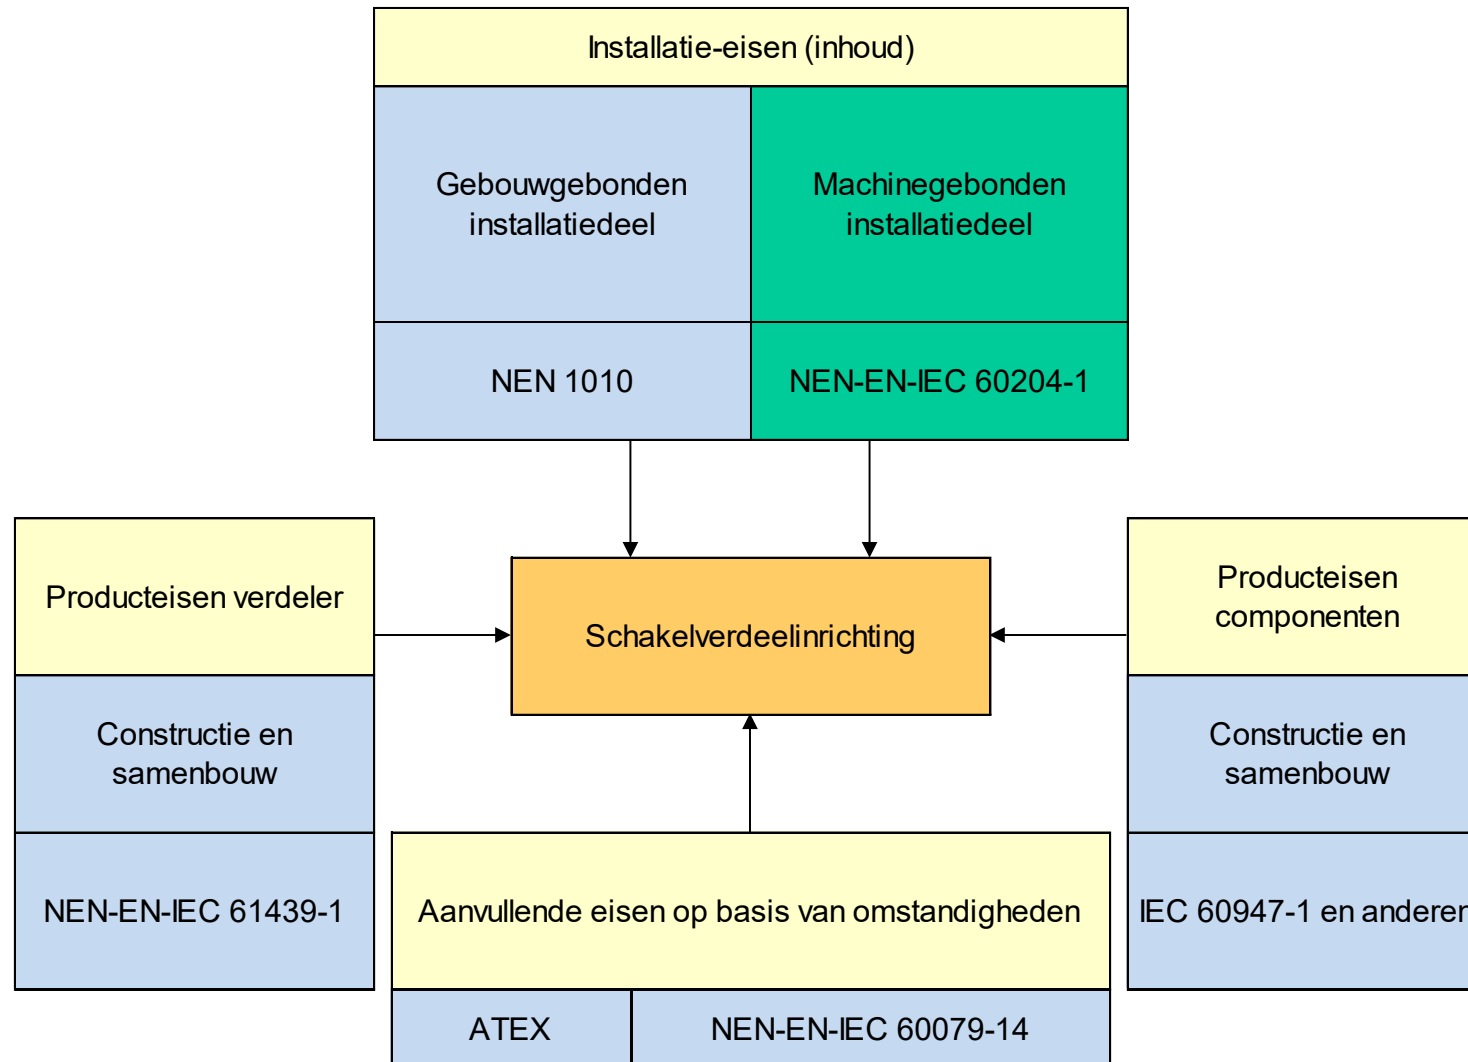 Installatie-eisen (inhoud)
Gebouwgebonden
installatiedeel
Machinegebonden
installatiedeel
NEN 1010
NEN-EN-IEC 60204-1
Producteisen verdeler
Constructie en
samenbouw
NEN-EN-IEC 61439-1
Schakelverdeelinrichting
Producteisen
componenten
Constructie en
samenbouw
IEC 60947-1 en anderen
Aanvullende eisen op basis van omstandigheden
ATEX
NEN-EN-IEC 60079-14